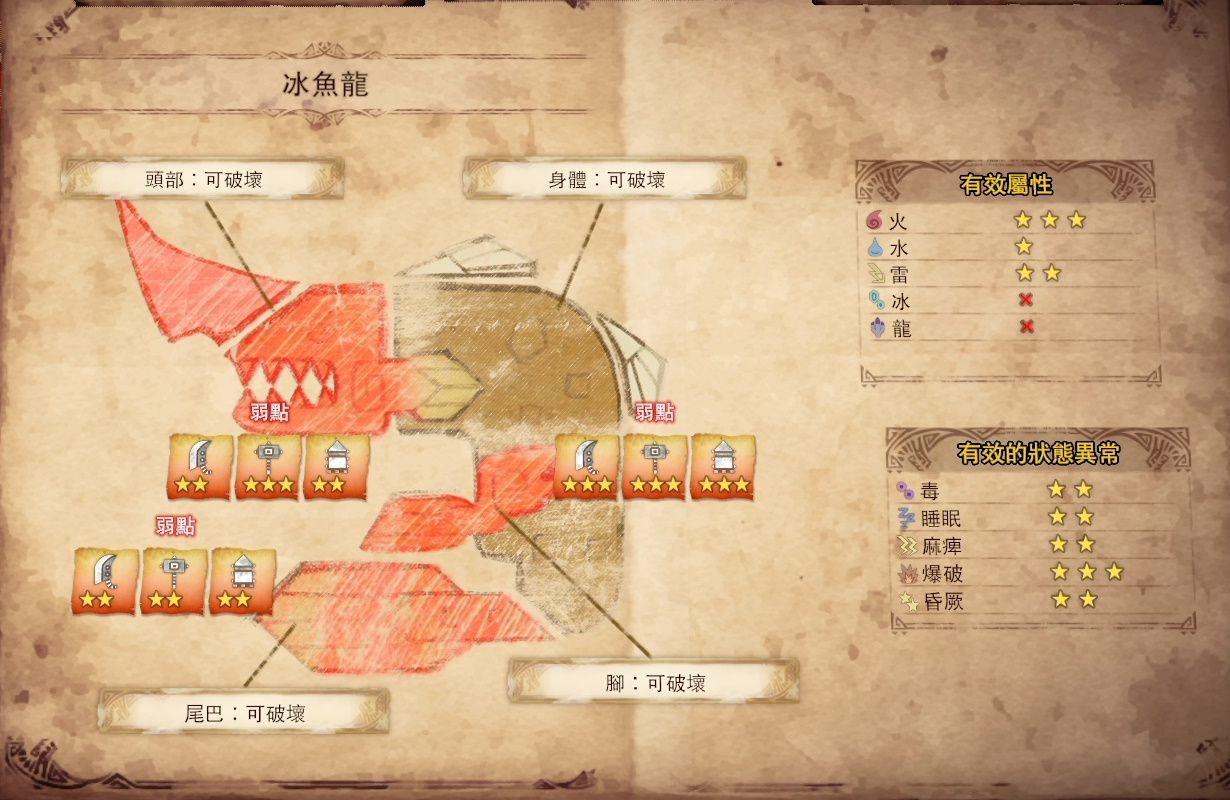 冰魚龍
頭部：可破壞
身體：可破壞
弱點
弱點
弱點
尾巴：可破壞
腳：可破壞
有效屬性
火
水
雷
冰
龍
有效的狀態異常
毒
睡眠
麻痺
爆破
昏厥